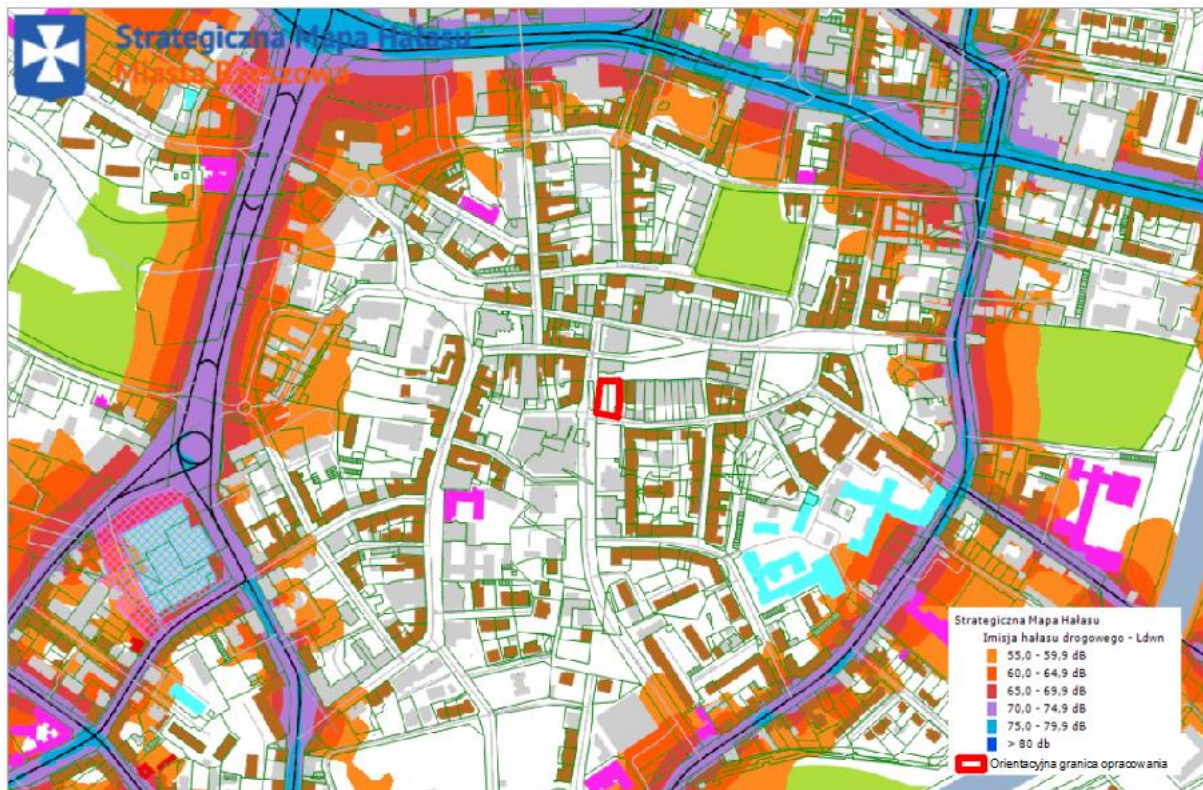 Strategiczna Mapa Hałasu
Miasta Rzeszowa
Strategiczna Mapa Hałasu
Imisja hałasu drogowego - Ldwn
55,0 - 59,9 dB
60,0 - 64,9 dB
65,0 - 69,9 dB
70,0 - 74,9 dB
75,0 - 79,9 dB
> 80 db
Orientacyjna granica opracowania